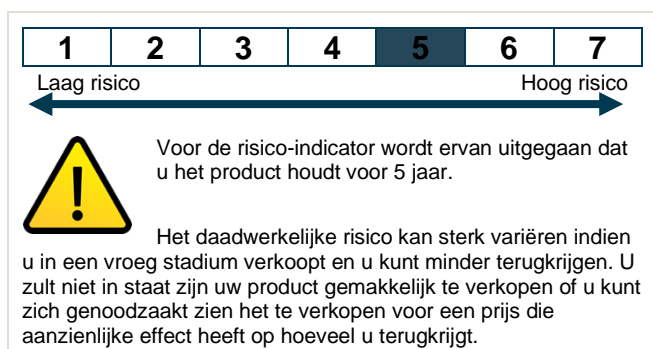 1 2 3 4 5 6 7
Laag risico Hoog risico
Voor de risico-indicator wordt ervan uitgegaan dat
u het product houdt voor 5 jaar.
Het daadwerkelijke risico kan sterk variëren indien
u in een vroeg stadium verkoopt en u kunt minder terugkrijgen. U
zult niet in staat zijn uw product gemakkelijk te verkopen of u kunt
zich genoodzaakt zien het te verkopen voor een prijs die
aanzienlijke effect heeft op hoeveel u terugkrijgt.